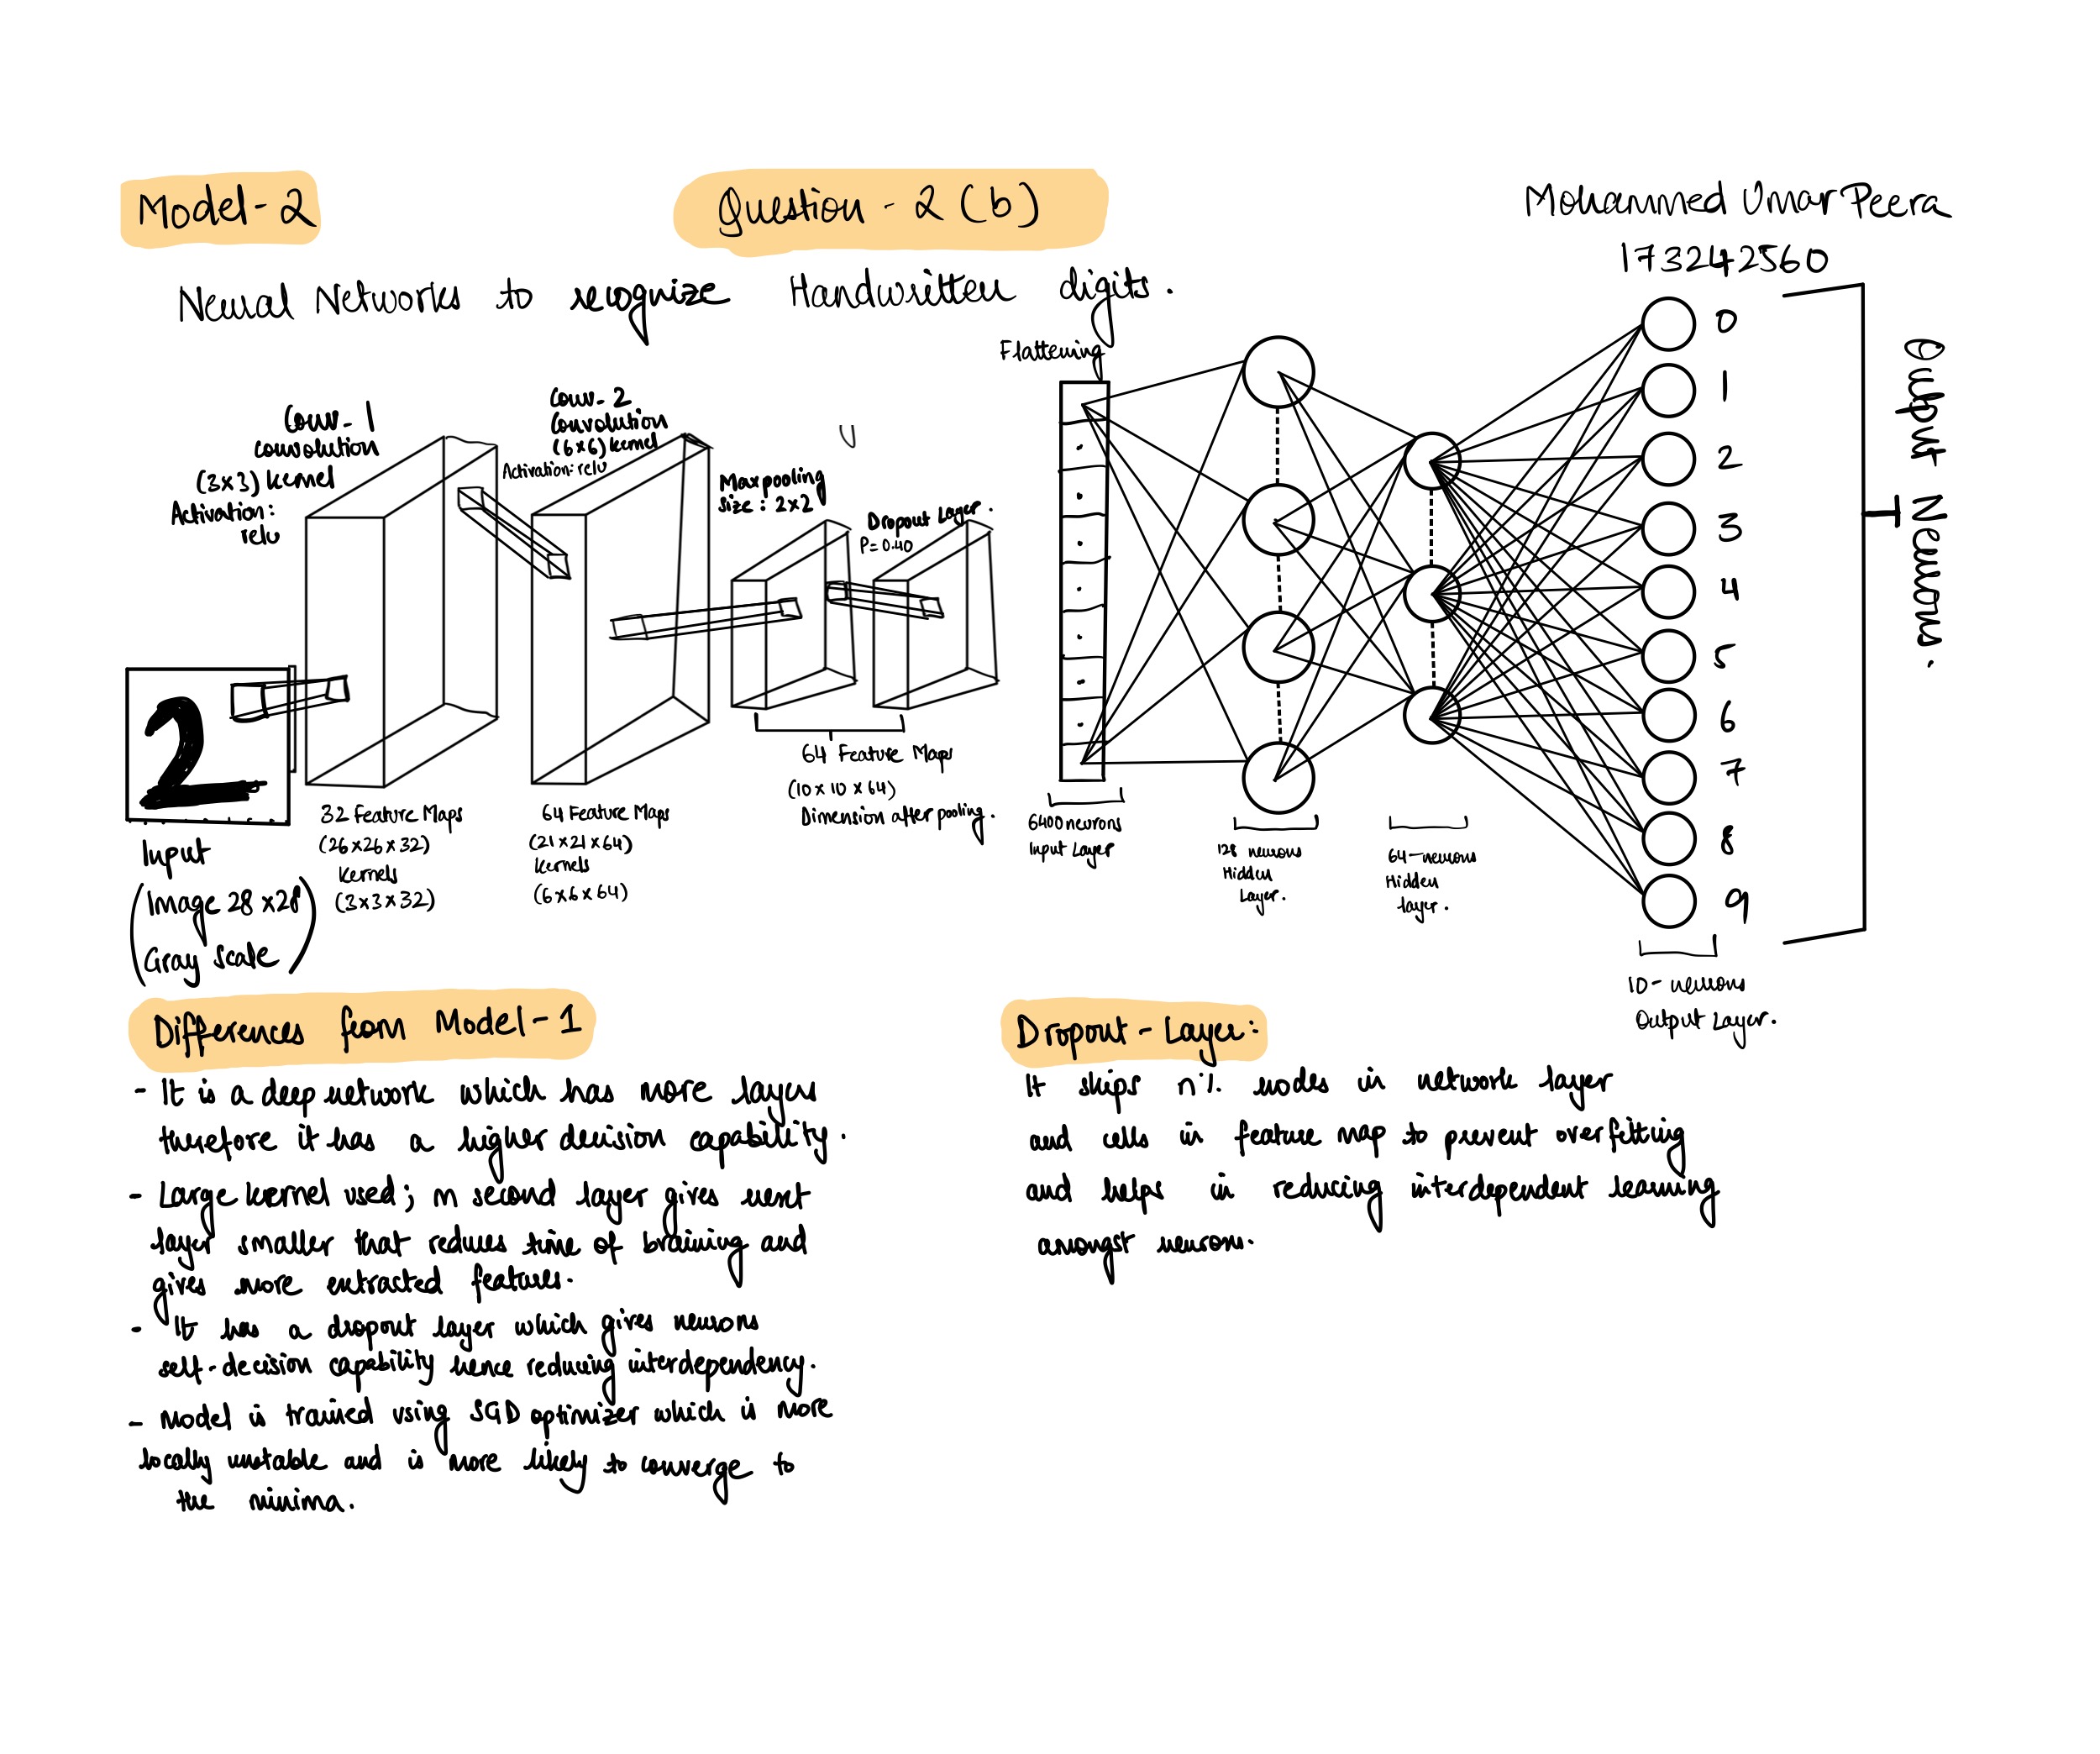 Model-2
Question - 2 (b)
Mohammed Umar Peera
173242560
Neural Networks to recognize Handwritten digits.
Conv-1
Convolution
(3x3) kernel
Activation:
relu
Conv-2
Convolution
(6x6) kernel
Activation: relu
Maxpooling
Size: 2x2
Dropout Layer.
P=0.40
Flattening
0
1
2
3
4
5
6
7
8
9
Output Neurons.
2
Input
(Image 28x28
Gray Scale)
32 Feature Maps
(26x26x32)
Kernels
(3x3x32)
64 Feature Maps
(21x21x64)
Kernels
(6x6x64)
64 Feature Maps
(10x10x64)
Dimension after pooling.
6400 neurons
Input Layer
128 neurons
Hidden
Layer.
64-neurons
Hidden
layer.
10-neurons
Output Layer.
Differences from Model-1
- It is a deep network which has more layers
therefore it has a higher decision capability.
- Large kernel used; in second layer gives next
layer smaller that reduces time of training and
gives more extracted features.
- It has a dropout layer which gives neurons
self-decision capability hence reducing interdependency.
- Model is trained using SGD optimizer which is more
locally unstable and is more likely to converge to
the minima.
Dropout-Layer:
It skips n% nodes in network layer
and cells in feature map to prevent overfitting
and helps in reducing interdependent learning
amongst neurons.